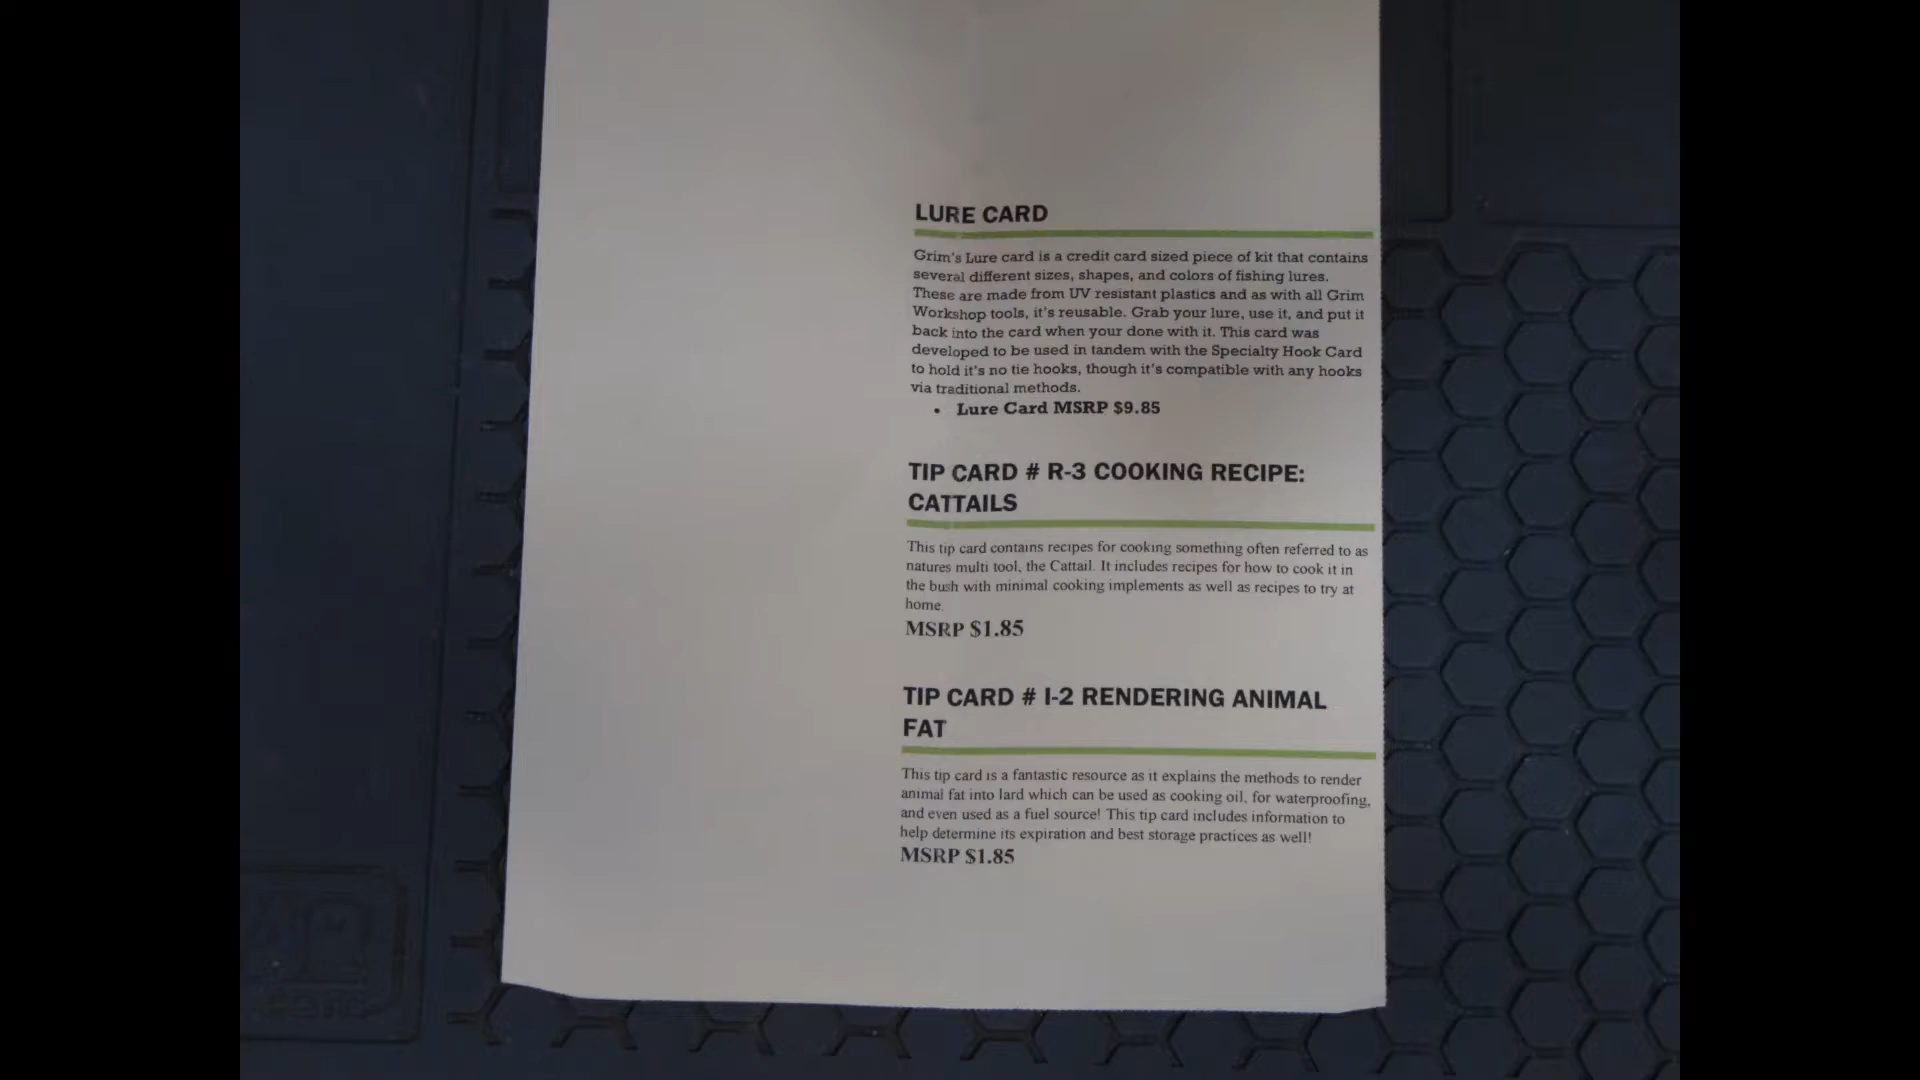 LURE CARD
Grim's Lure card is a credit card sized piece of kit that contains
several different sizes, shapes, and colors of fishing lures.
These are made from UV resistant plastics and as with all Grim
Workshop tools, it's reusable. Grab your lure, use it, and put it
back into the card when your done with it. This card was
developed to be used in tandem with the Specialty Hook Card
to hold it's no tie hooks, though it's compatible with any hooks
via traditional methods.
• Lure Card MSRP $9.85
TIP CARD # R-3 COOKING RECIPE:
CATTAILS
This tip card contains recipes for cooking something often referred to as
natures multi tool, the Cattail. It includes recipes for how to cook it in
the bush with minimal cooking implements as well as recipes to try at
home.
MSRP $1.85
TIP CARD # I-2 RENDERING ANIMAL
FAT
This tip card is a fantastic resource as it explains the methods to render
animal fat into lard which can be used as cooking oil, for waterproofing,
and even used as a fuel source! This tip card includes information to
help determine its expiration and best storage practices as well!
MSRP $1.85